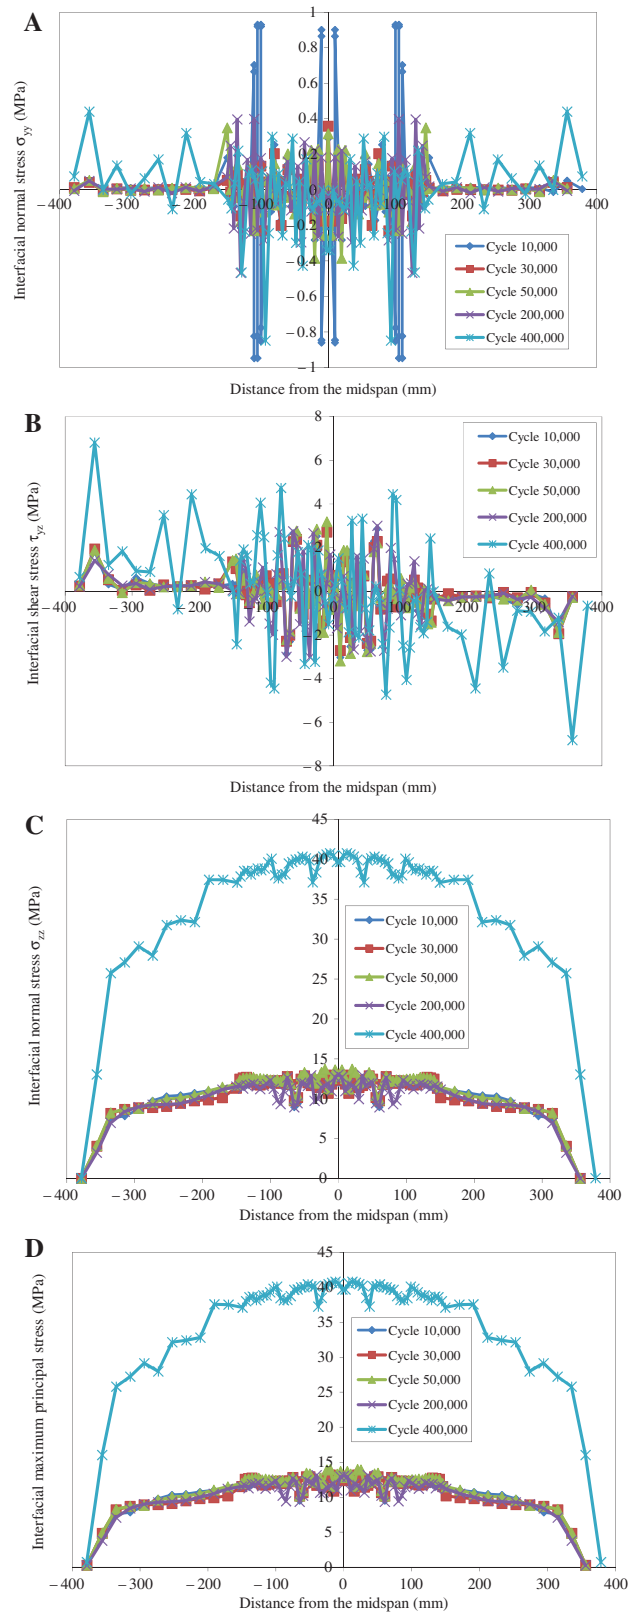 A
Interfacial normal stress σyy (MPa)
1
0.8
0.6
0.4
0.2
0
−0.2
−0.4
−0.6
−0.8
−1
−400 −300 −200 −100 0 100 200 300 400
Cycle 10,000
Cycle 30,000
Cycle 50,000
Cycle 200,000
Cycle 400,000
Distance from the midspan (mm)
B
Interfacial shear stress τyz (MPa)
8
6
4
2
0
−2
−4
−6
−8
−400 −300 −200 −100 0 100 200 300 400
Cycle 10,000
Cycle 30,000
Cycle 50,000
Cycle 200,000
Cycle 400,000
Distance from the midspan (mm)
C
Interfacial normal stress σzz (MPa)
45
40
35
30
25
20
15
10
5
0
−400 −300 −200 −100 0 100 200 300 400
Cycle 10,000
Cycle 30,000
Cycle 50,000
Cycle 200,000
Cycle 400,000
Distance from the midspan (mm)
D
Interfacial maximum principal stress (MPa)
45
40
35
30
25
20
15
10
5
0
−400 −300 −200 −100 0 100 200 300 400
Cycle 10,000
Cycle 30,000
Cycle 50,000
Cycle 200,000
Cycle 400,000
Distance from the midspan (mm)